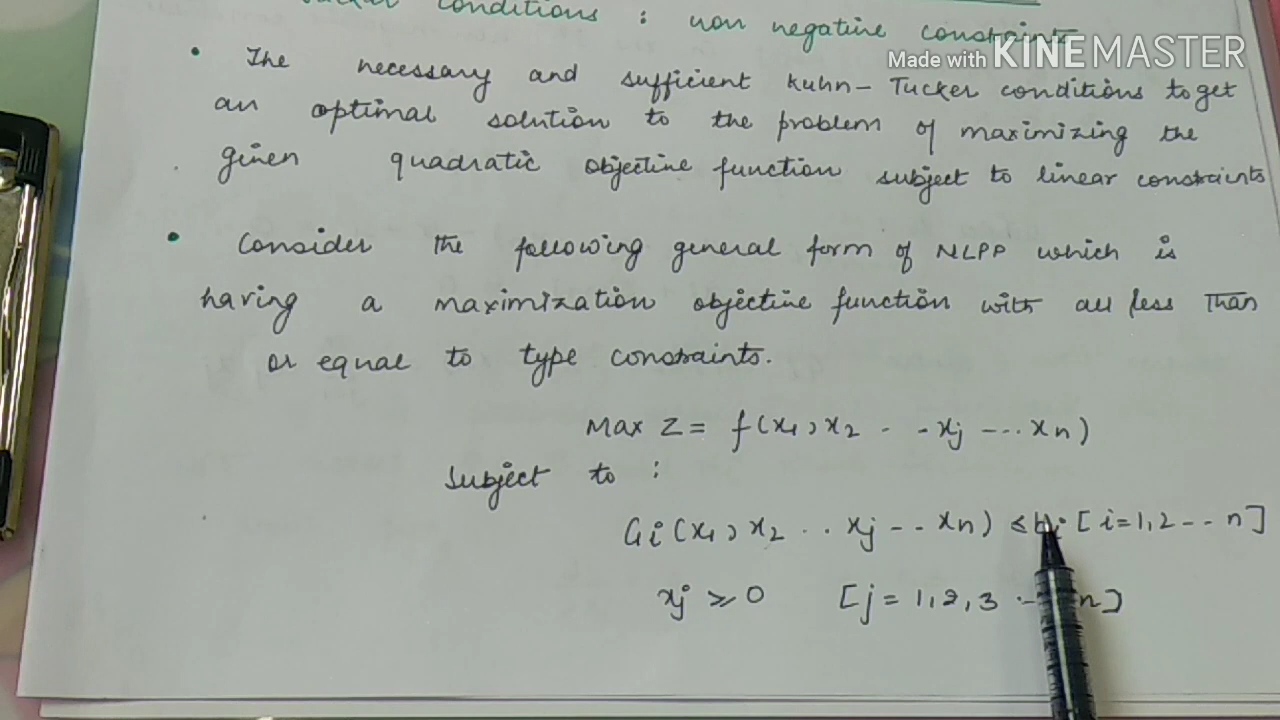 conditions : non negative constraints
Made with KINEMASTER
• The necessary and sufficient Kuhn-Tucker conditions to get
an optimal solution to the problem of maximizing the
given quadratic objective function subject to linear constraints
• Consider the following general form of NLPP which is
having a maximization objective function with all less than
or equal to type constraints.
Max Z = f(x1, x2 - - xj --- xn)
Subject to :
Gi(x1, x2 .. xj -- xn) ≤ bi [i=1,2 -- n]
xj ⩾ 0 [j = 1,2,3 n]